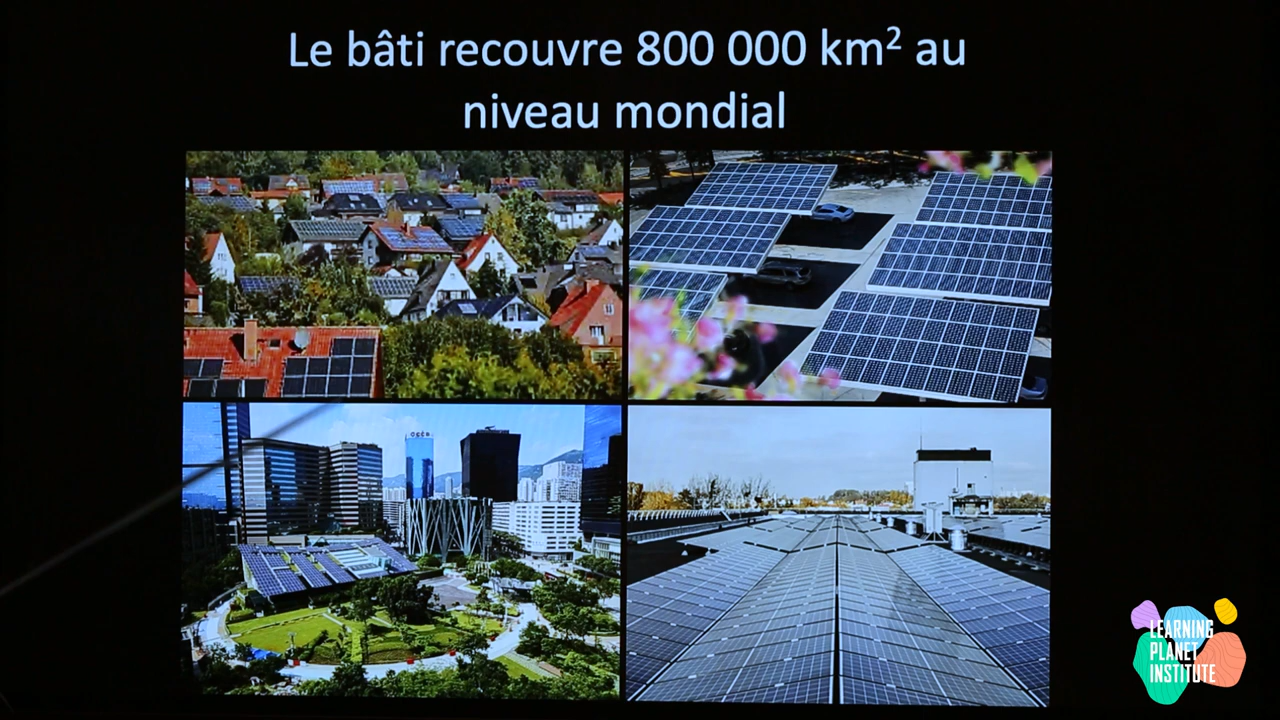 Le bâti recouvre 800 000 km² au
niveau mondial
LEARNING
PLANET
INSTITUTE